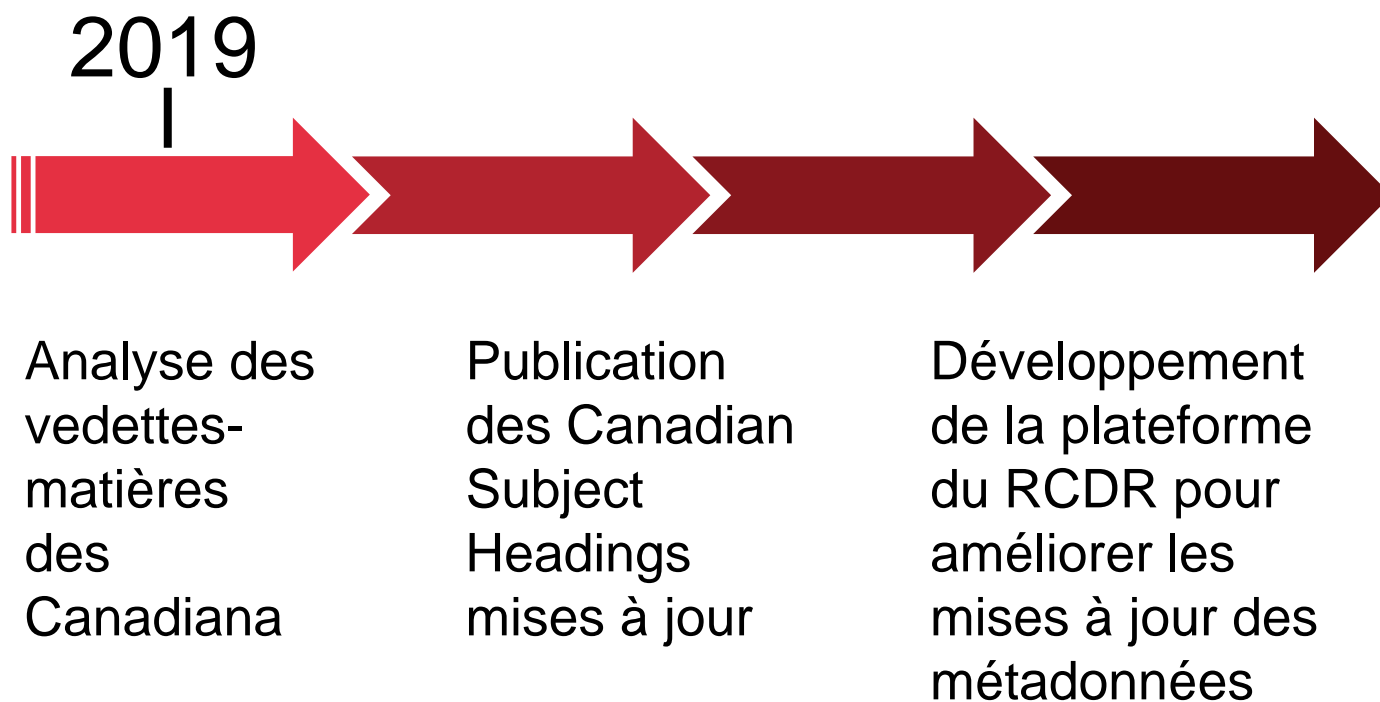 2019
Analyse des
vedettes-
matières
des
Canadiana
Publication
des Canadian
Subject
Headings
mises à jour
Développement
de la plateforme
du RCDR pour
améliorer les
mises à jour des
métadonnées